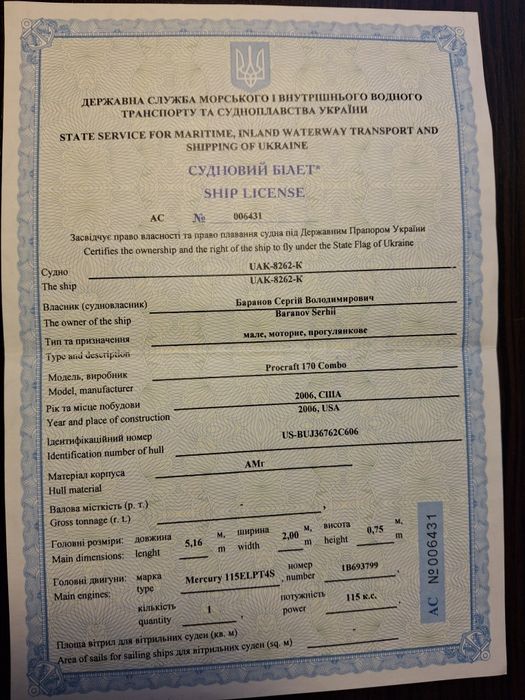 ДЕРЖАВНА СЛУЖБА МОРСЬКОГО І ВНУТРІШНЬОГО ВОДНОГО
ТРАНСПОРТУ ТА СУДНОПЛАВСТВА УКРАЇНИ
STATE SERVICE FOR MARITIME, INLAND WATERWAY TRANSPORT AND
SHIPPING OF UKRAINE
СУДНОВИЙ БІЛЕТ*
SHIP LICENSE
АС № 006431
Засвідчує право власності та право плавання судна під Державним Прапором України
Certifies the ownership and the right of the ship to fly under the State Flag of Ukraine
Судно UAK-8262-K
The ship UAK-8262-K
Власник (судновласник) Баранов Сергій Володимирович
The owner of the ship Baranov Serhii
Тип та призначення мале, моторне, прогулянкове
Type and description
Модель, виробник Procraft 170 Combo
Model, manufacturer
Рік та місце побудови 2006, США
Year and place of construction 2006, USA
Ідентифікаційний номер US-BUJ36762C606
Identification number of hull
Матеріал корпуса АМг
Hull material
Валова місткість (р. т.) - ,
Gross tonnage (r. t.)
Головні розміри: довжина 5,16 м, ширина 2,00 м, висота 0,75 м,
Main dimensions: lenght m width m height m
Головні двигуни: марка Mercury 115ELPT4S номер 1B693799
Main engines: type , number ,
кількість 1 потужність 115 к.с.
quantity , power ,
Площа вітрил для вітрильних суден (кв. м) -
Area of sails for sailing ships для вітрильних суден (sq. м) .
АС №006431